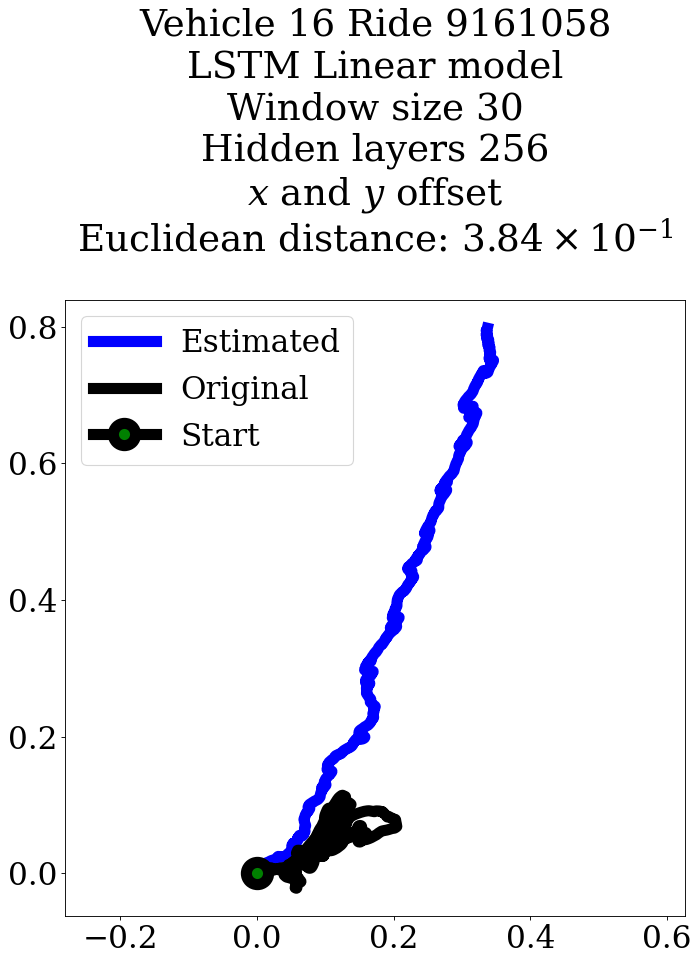 Vehicle 16 Ride 9161058
LSTM Linear model
Window size 30
Hidden layers 256
x and y offset
Euclidean distance: 3.84 × 10⁻¹
Estimated
Original
Start
0.8
0.6
0.4
0.2
0.0
−0.2 0.0 0.2 0.4 0.6